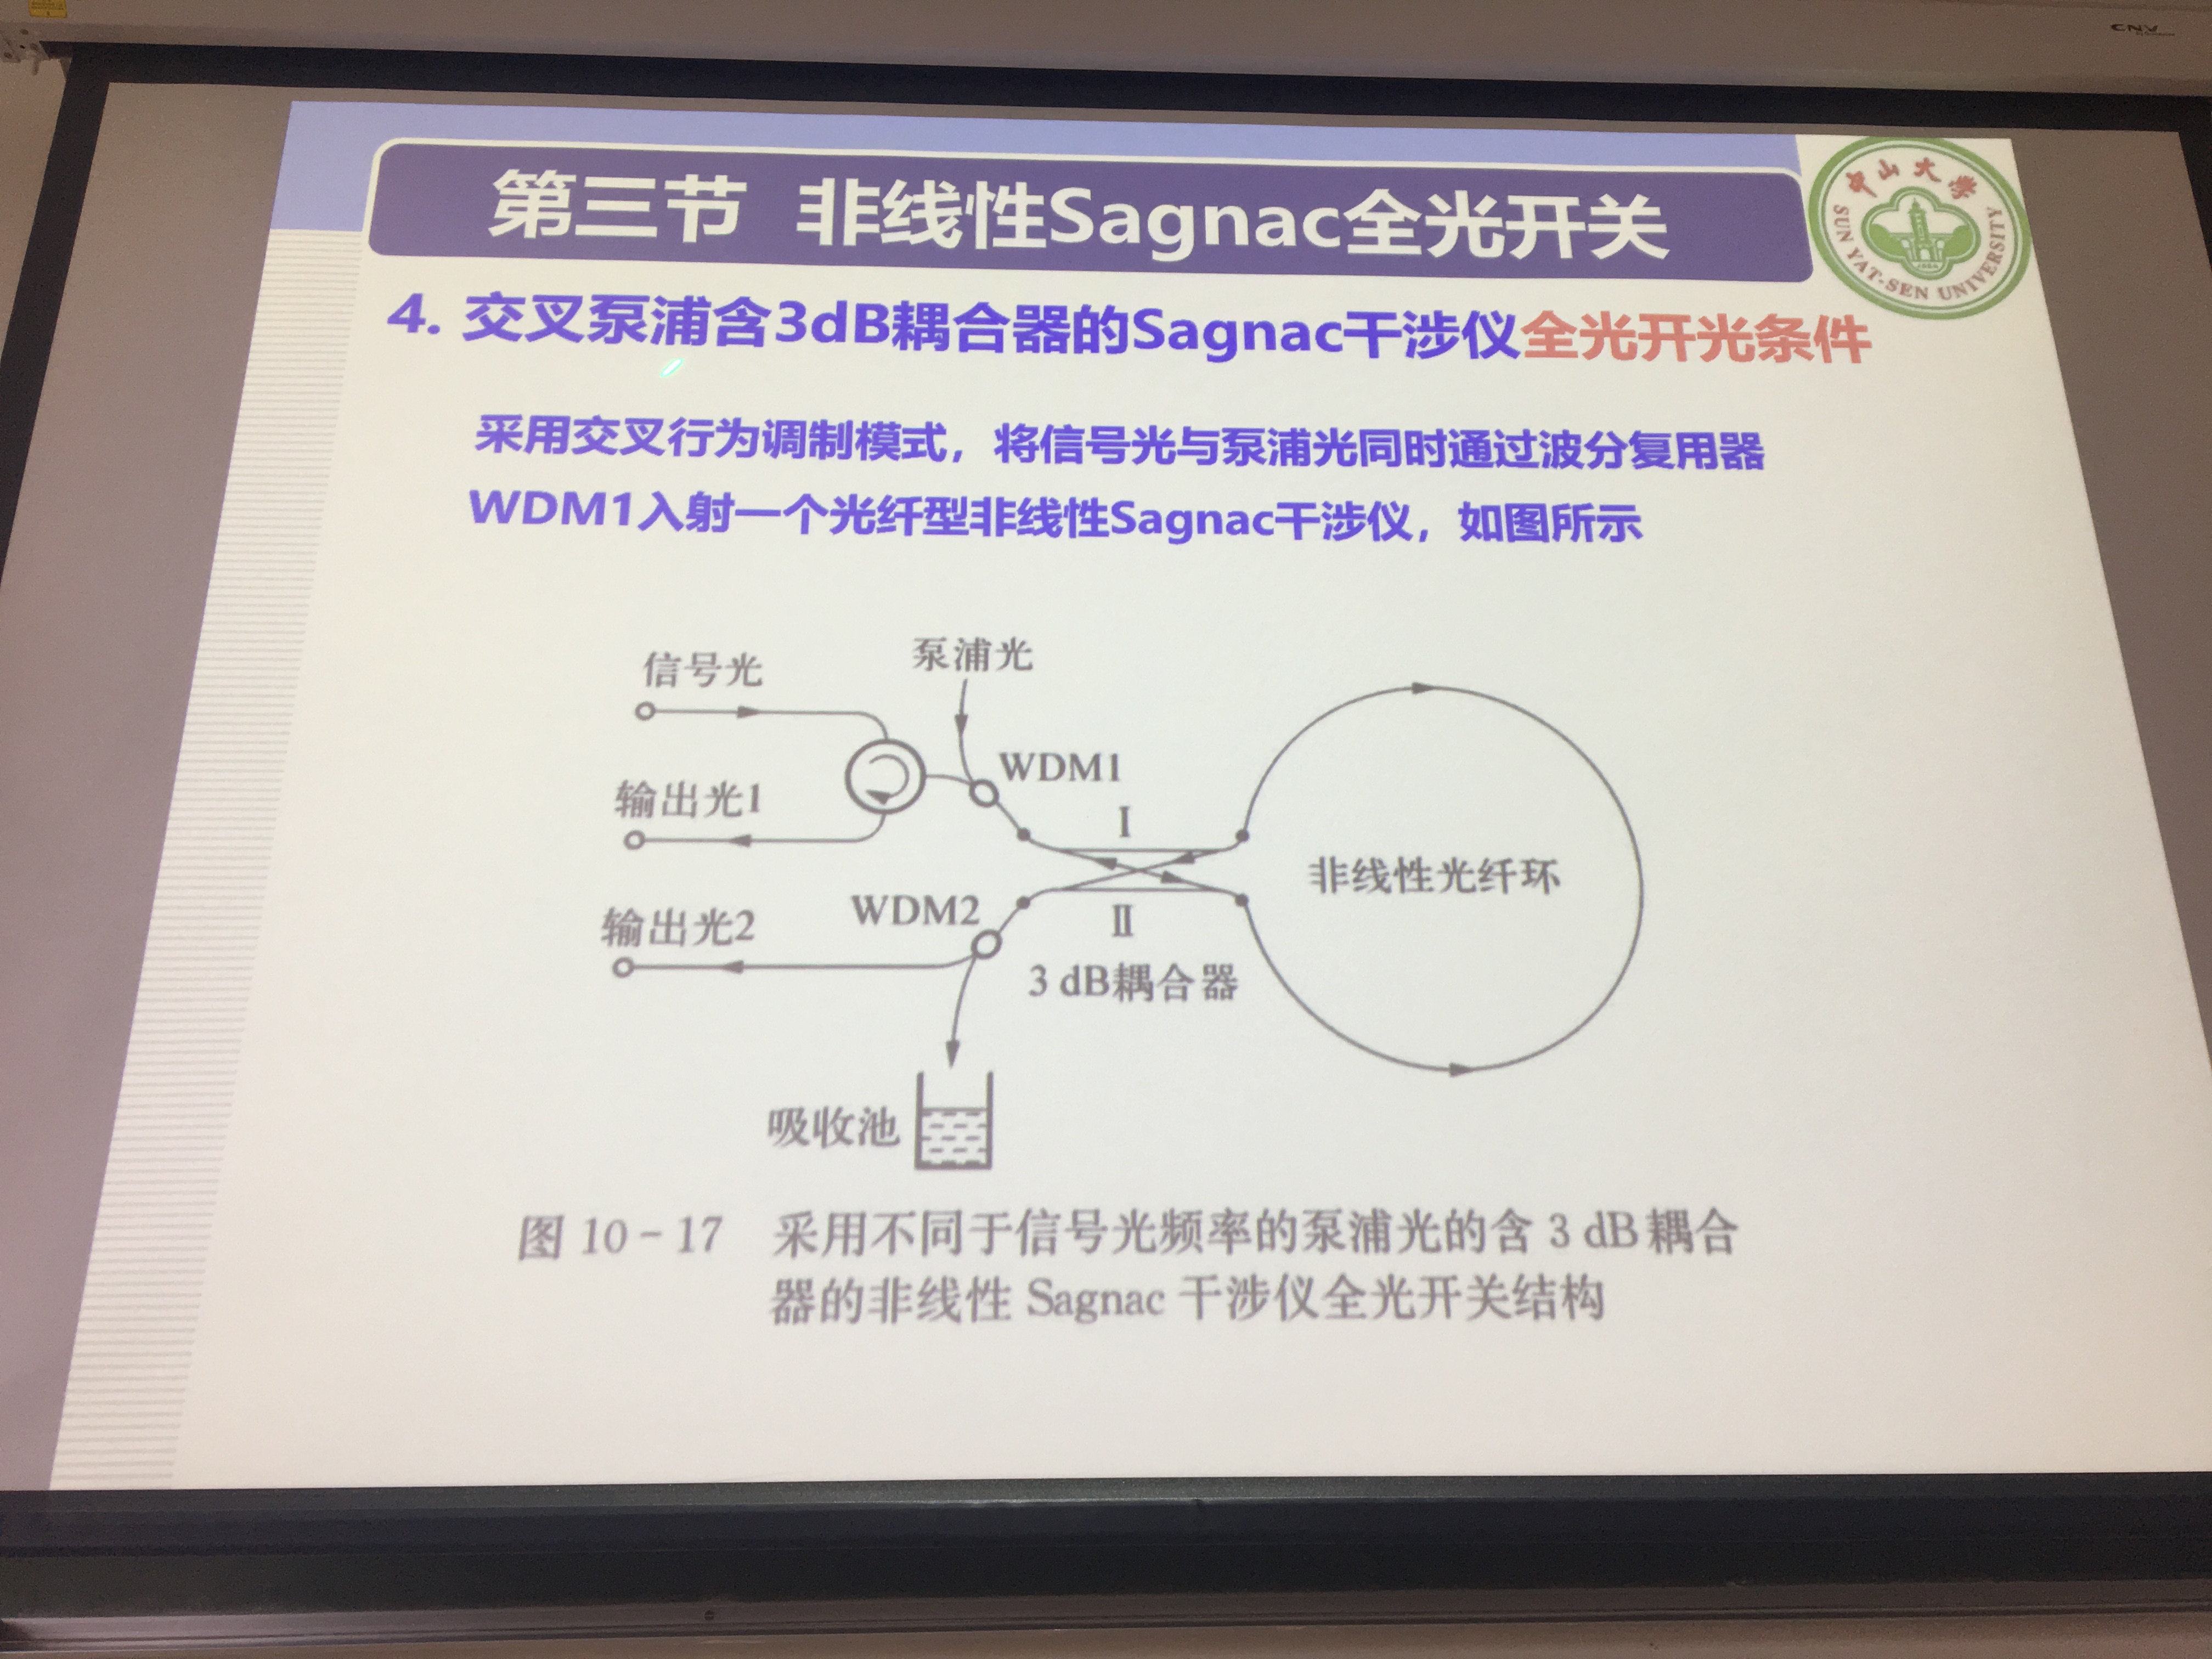 CNV
第三节 非线性Sagnac全光开关
中山大学
SUN YAT-SEN UNIVERSITY
4. 交叉泵浦含3dB耦合器的Sagnac干涉仪全光开光条件
采用交叉行为调制模式，将信号光与泵浦光同时通过波分复用器
WDM1入射一个光纤型非线性Sagnac干涉仪，如图所示
信号光
泵浦光
WDM1
输出光1
I
非线性光纤环
WDM2
输出光2
II
3 dB耦合器
吸收池
图 10－17 采用不同于信号光频率的泵浦光的含 3 dB 耦合
器的非线性 Sagnac 干涉仪全光开关结构